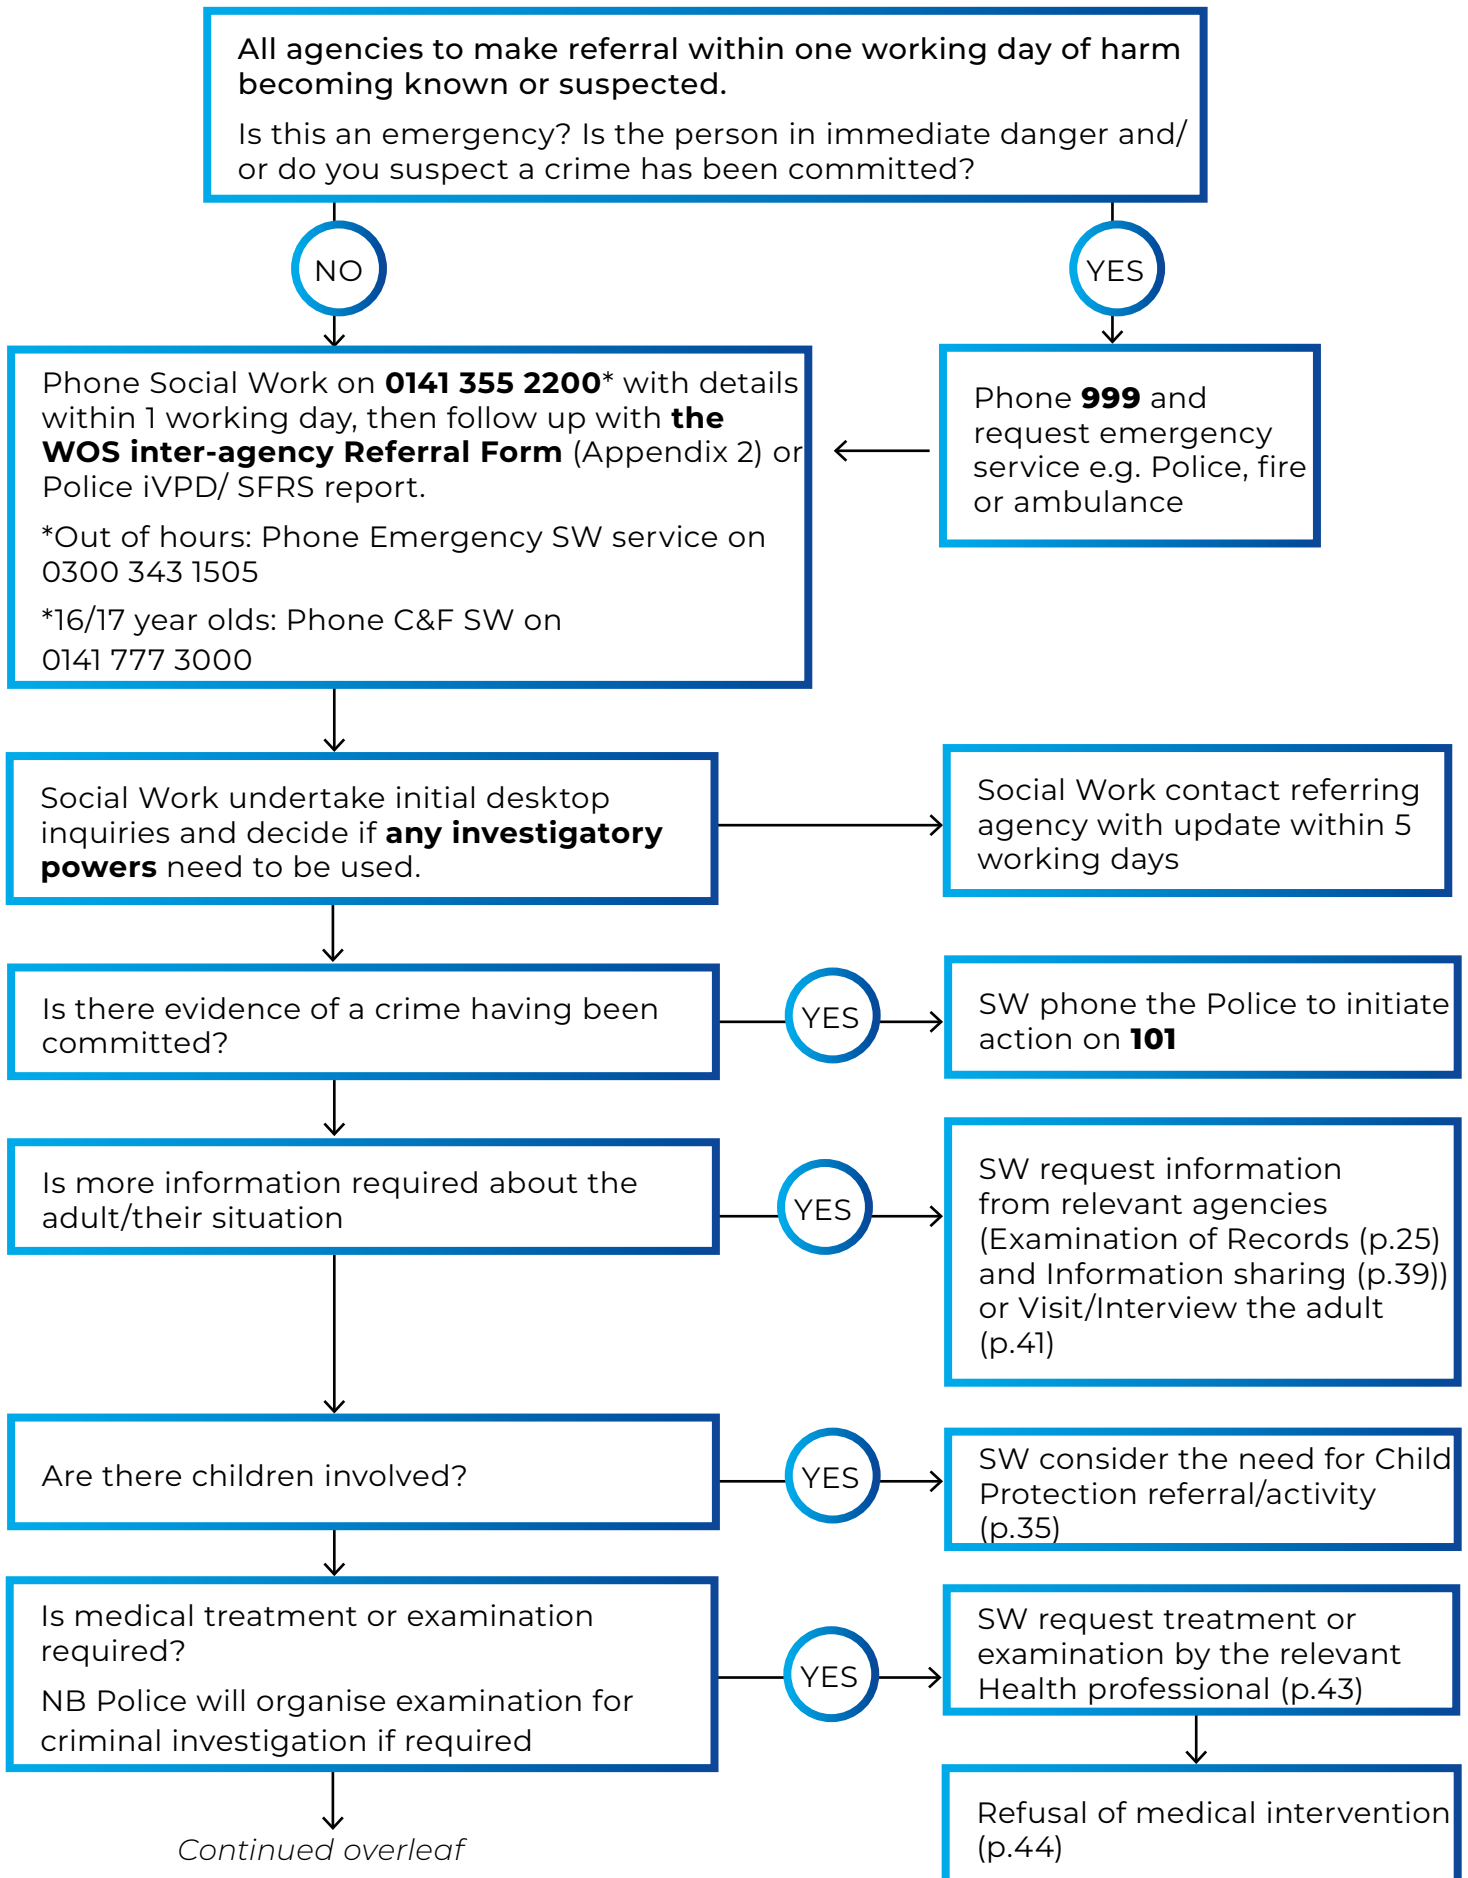 All agencies to make referral within one working day of harm
becoming known or suspected.
Is this an emergency? Is the person in immediate danger and/
or do you suspect a crime has been committed?
NO
YES
Phone Social Work on 0141 355 2200* with details
within 1 working day, then follow up with the
WOS inter-agency Referral Form (Appendix 2) or
Police iVPD/ SFRS report.
*Out of hours: Phone Emergency SW service on
0300 343 1505
*16/17 year olds: Phone C&F SW on
0141 777 3000
Phone 999 and
request emergency
service e.g. Police, fire
or ambulance
Social Work undertake initial desktop
inquiries and decide if any investigatory
powers need to be used.
Social Work contact referring
agency with update within 5
working days
Is there evidence of a crime having been
committed?
YES
SW phone the Police to initiate
action on 101
Is more information required about the
adult/their situation
YES
SW request information
from relevant agencies
(Examination of Records (p.25)
and Information sharing (p.39))
or Visit/Interview the adult
(p.41)
Are there children involved?
YES
SW consider the need for Child
Protection referral/activity
(p.35)
Is medical treatment or examination
required?
NB Police will organise examination for
criminal investigation if required
YES
SW request treatment or
examination by the relevant
Health professional (p.43)
Refusal of medical intervention
(p.44)
Continued overleaf